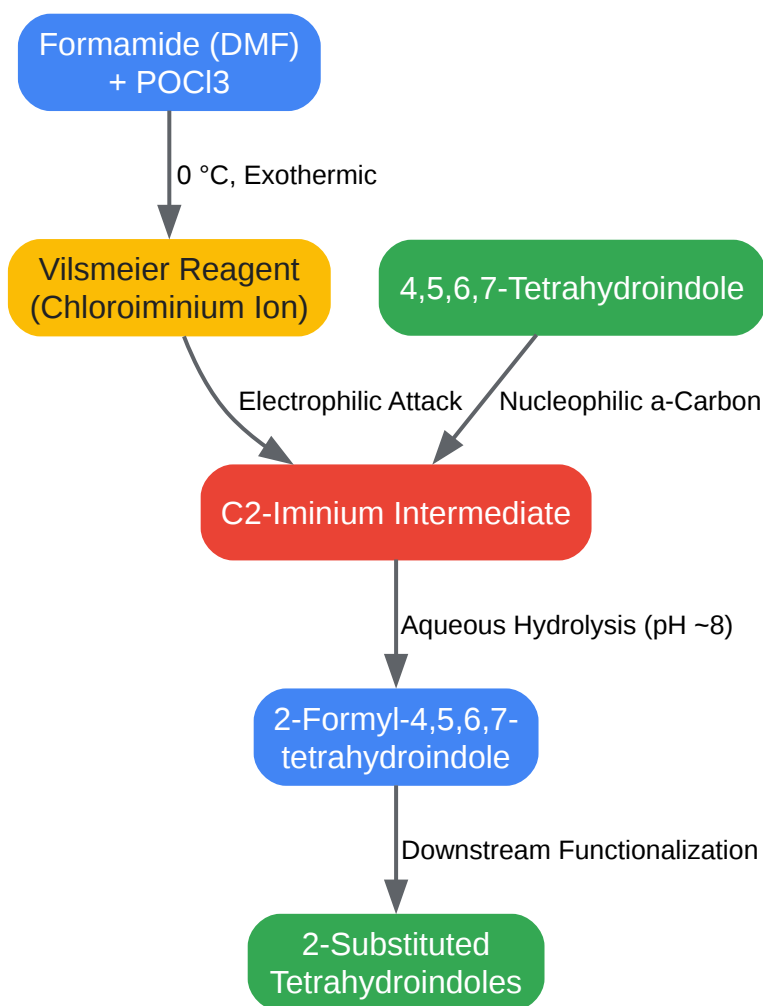 Formamide (DMF)
+ POCl3
0 °C, Exothermic
Vilsmeier Reagent
(Chloroiminium Ion)
4,5,6,7-Tetrahydroindole
Electrophilic Attack
Nucleophilic a-Carbon
C2-Iminium Intermediate
Aqueous Hydrolysis (pH ~8)
2-Formyl-4,5,6,7-
tetrahydroindole
Downstream Functionalization
2-Substituted
Tetrahydroindoles